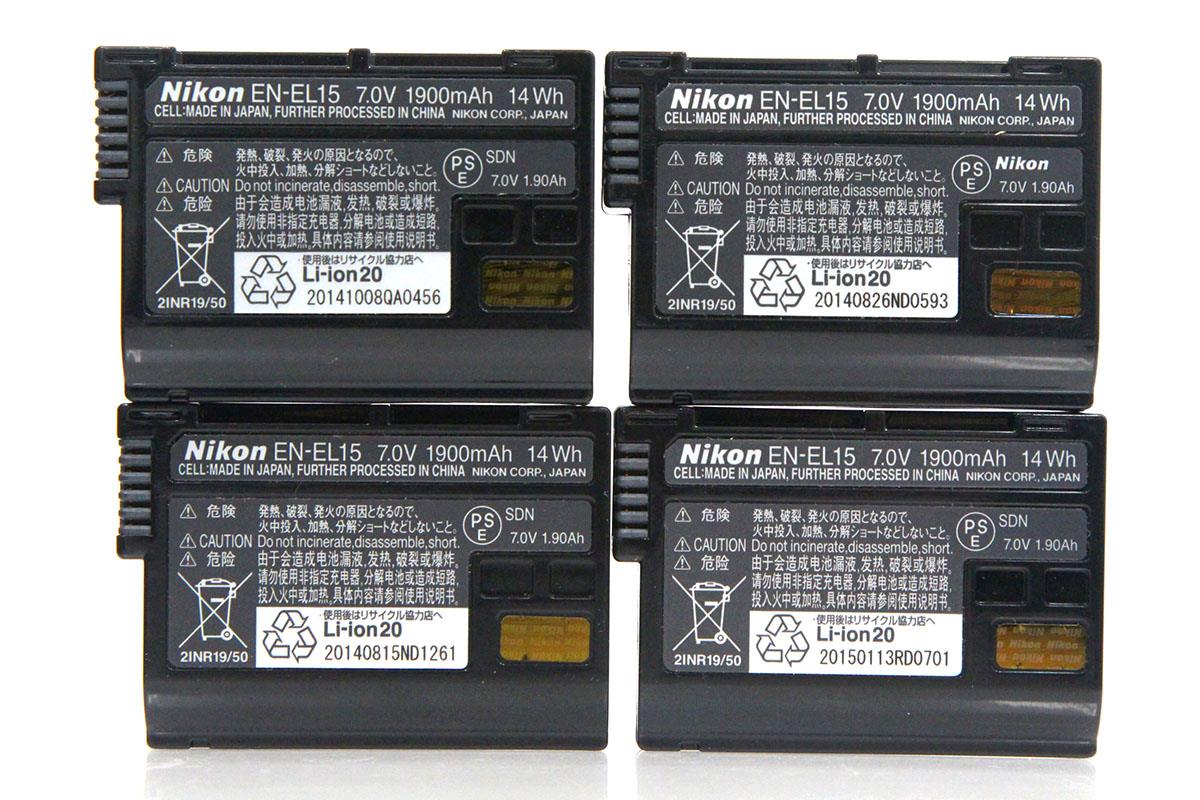 Nikon EN-EL15 7.0V 1900mAh 14Wh
CELL:MADE IN JAPAN, FURTHER PROCESSED IN CHINA NIKON CORP., JAPAN
⚠ 危険 発熱、破裂、発火の原因となるので、
火中投入、加熱、分解ショートなどしないこと。
PSE SDN
7.0V 1.90Ah
⚠ CAUTION Do not incinerate,disassemble,short.
⚠ 危险 由于会造成电池漏液,发热,破裂或爆炸。
请勿使用非指定充电器,分解电池或造成短路,
投入火中或加热。具体内容请参阅使用说明书。
・使用後はリサイクル協力店へ
Li-ion20
2INR19/50
20141008QA0456
Nikon EN-EL15 7.0V 1900mAh 14Wh
CELL:MADE IN JAPAN, FURTHER PROCESSED IN CHINA NIKON CORP., JAPAN
⚠ 危険 発熱、破裂、発火の原因となるので、
火中投入、加熱、分解ショートなどしないこと。
PSE Nikon
7.0V 1.90Ah
⚠ CAUTION Do not incinerate,disassemble,short.
⚠ 危险 由于会造成电池漏液,发热,破裂或爆炸。
请勿使用非指定充电器,分解电池或造成短路,
投入火中或加热。具体内容请参阅使用说明书。
・使用後はリサイクル協力店へ
Li-ion20
2INR19/50
20140826ND0593
Nikon EN-EL15 7.0V 1900mAh 14Wh
CELL:MADE IN JAPAN, FURTHER PROCESSED IN CHINA NIKON CORP., JAPAN
⚠ 危険 発熱、破裂、発火の原因となるので、
火中投入、加熱、分解ショートなどしないこと。
PSE SDN
7.0V 1.90Ah
⚠ CAUTION Do not incinerate,disassemble,short.
⚠ 危险 由于会造成电池漏液,发热,破裂或爆炸。
请勿使用非指定充电器,分解电池或造成短路,
投入火中或加热。具体内容请参阅使用说明书。
・使用後はリサイクル協力店へ
Li-ion20
2INR19/50
20140815ND1261
Nikon EN-EL15 7.0V 1900mAh 14Wh
CELL:MADE IN JAPAN, FURTHER PROCESSED IN CHINA NIKON CORP., JAPAN
⚠ 危険 発熱、破裂、発火の原因となるので、
火中投入、加熱、分解ショートなどしないこと。
PSE SDN
7.0V 1.90Ah
⚠ CAUTION Do not incinerate,disassemble,short.
⚠ 危险 由于会造成电池漏液,发热,破裂或爆炸。
请勿使用非指定充电器,分解电池或造成短路,
投入火中或加热。具体内容请参阅使用说明书。
・使用後はリサイクル協力店へ
Li-ion20
2INR19/50
20150113RD0701